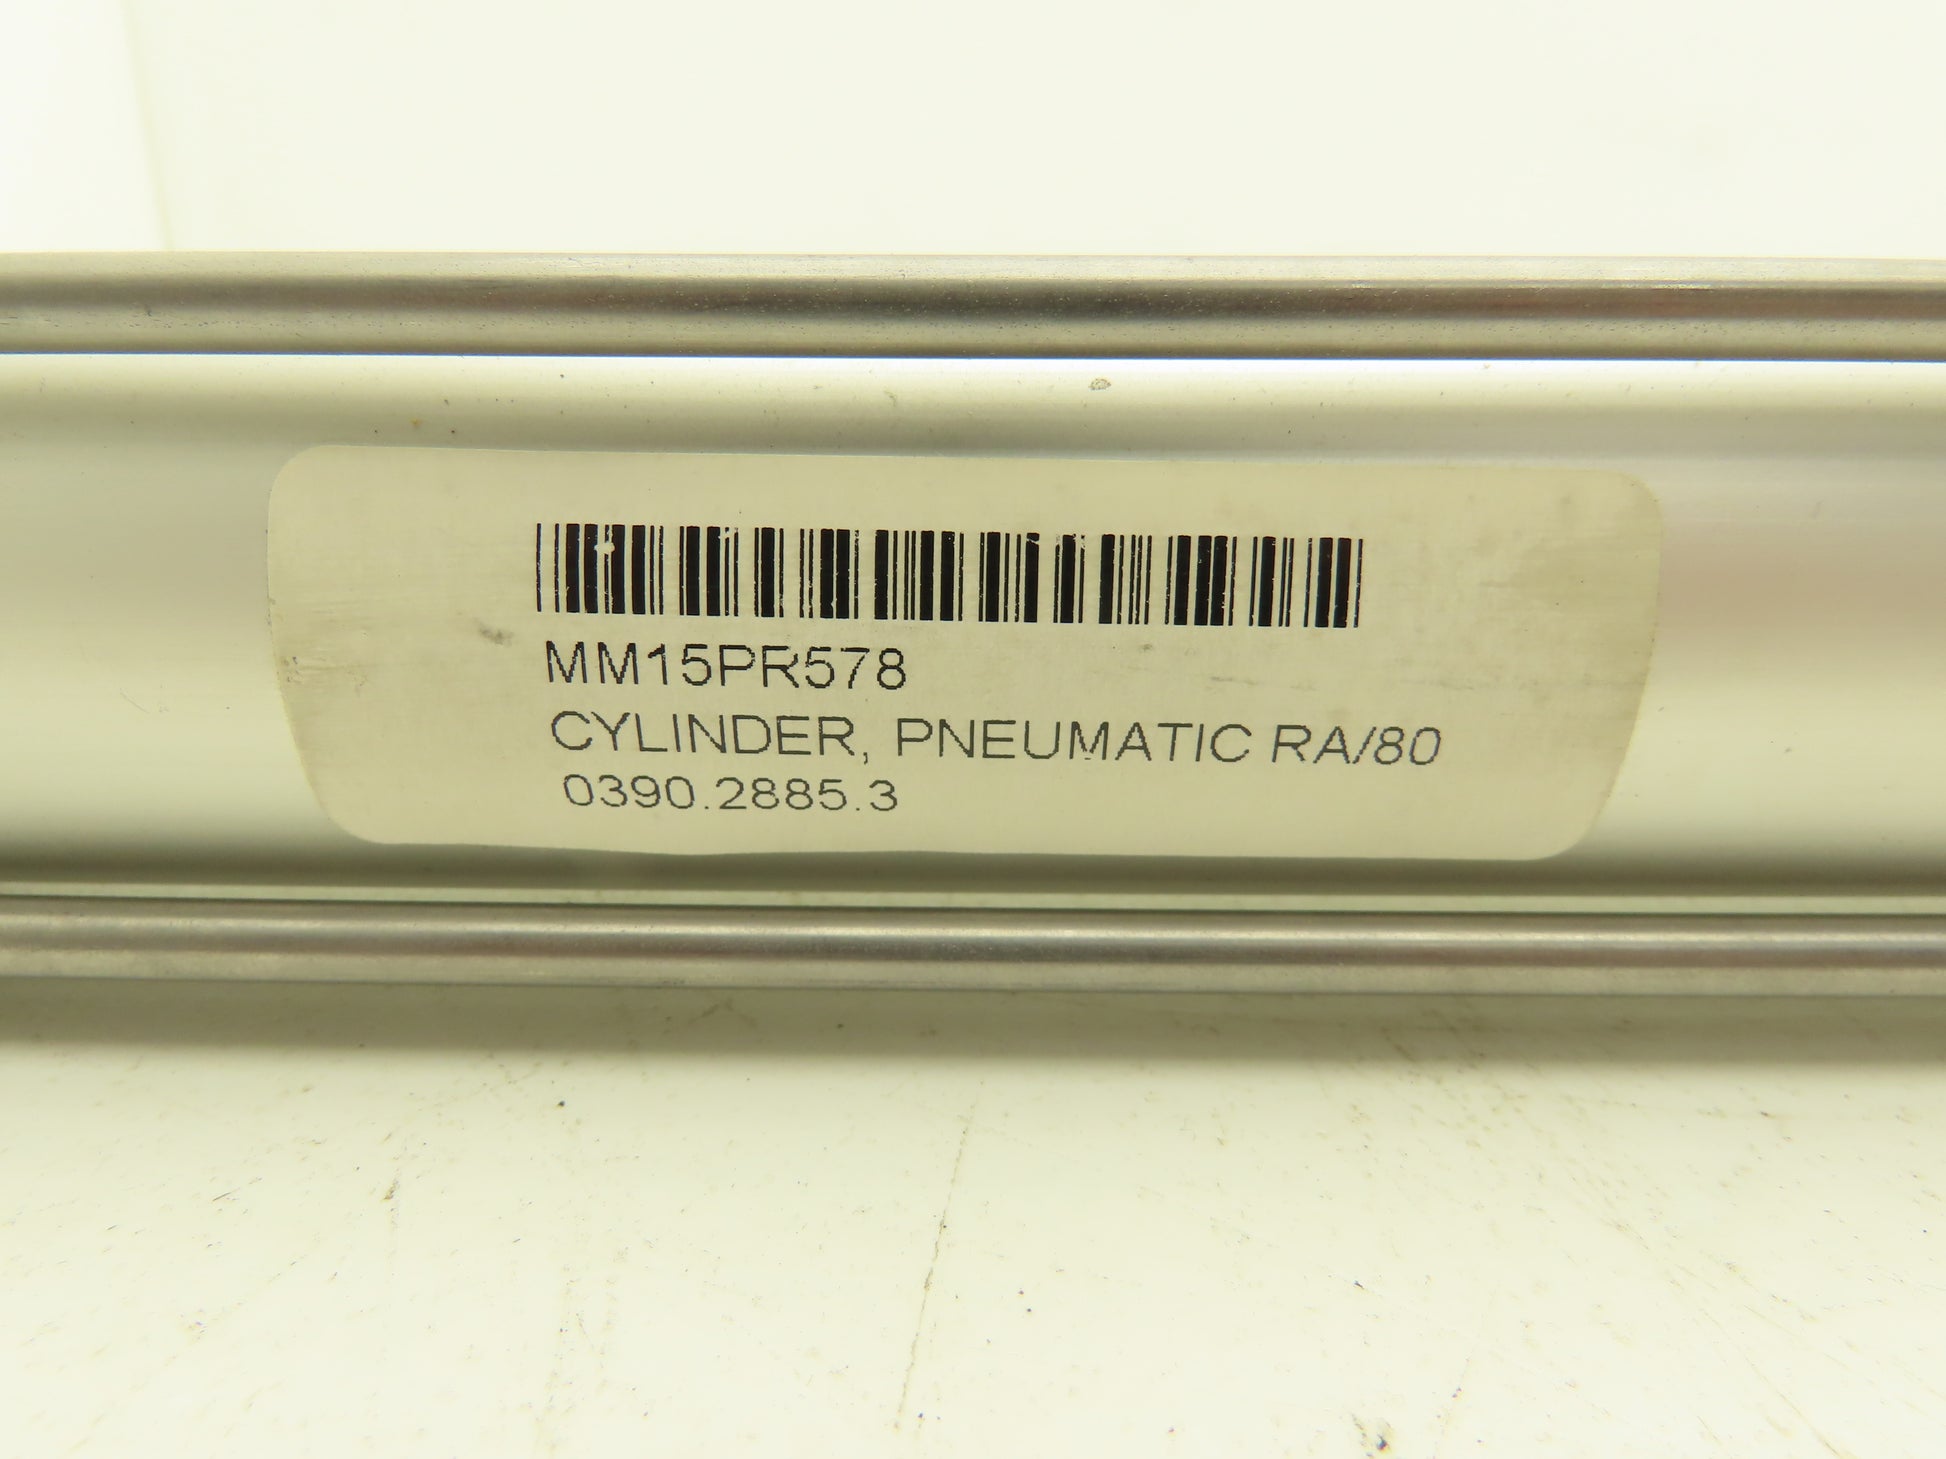 MM15PR578
CYLINDER, PNEUMATIC RA/80
0390.2885.3